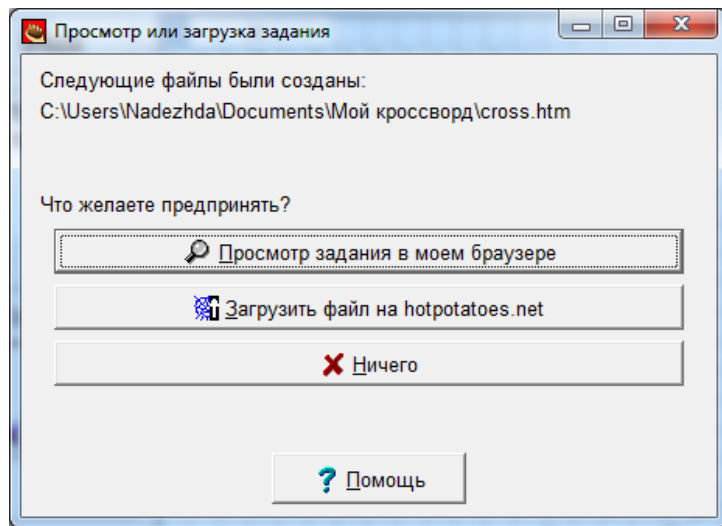 Просмотр или загрузка задания
Следующие файлы были созданы:
C:\Users\Nadezhda\Documents\Мой кроссворд\cross.htm
Что желаете предпринять?
Просмотр задания в моем браузере
Загрузить файл на hotpotatoes.net
Ничего
? Помощь